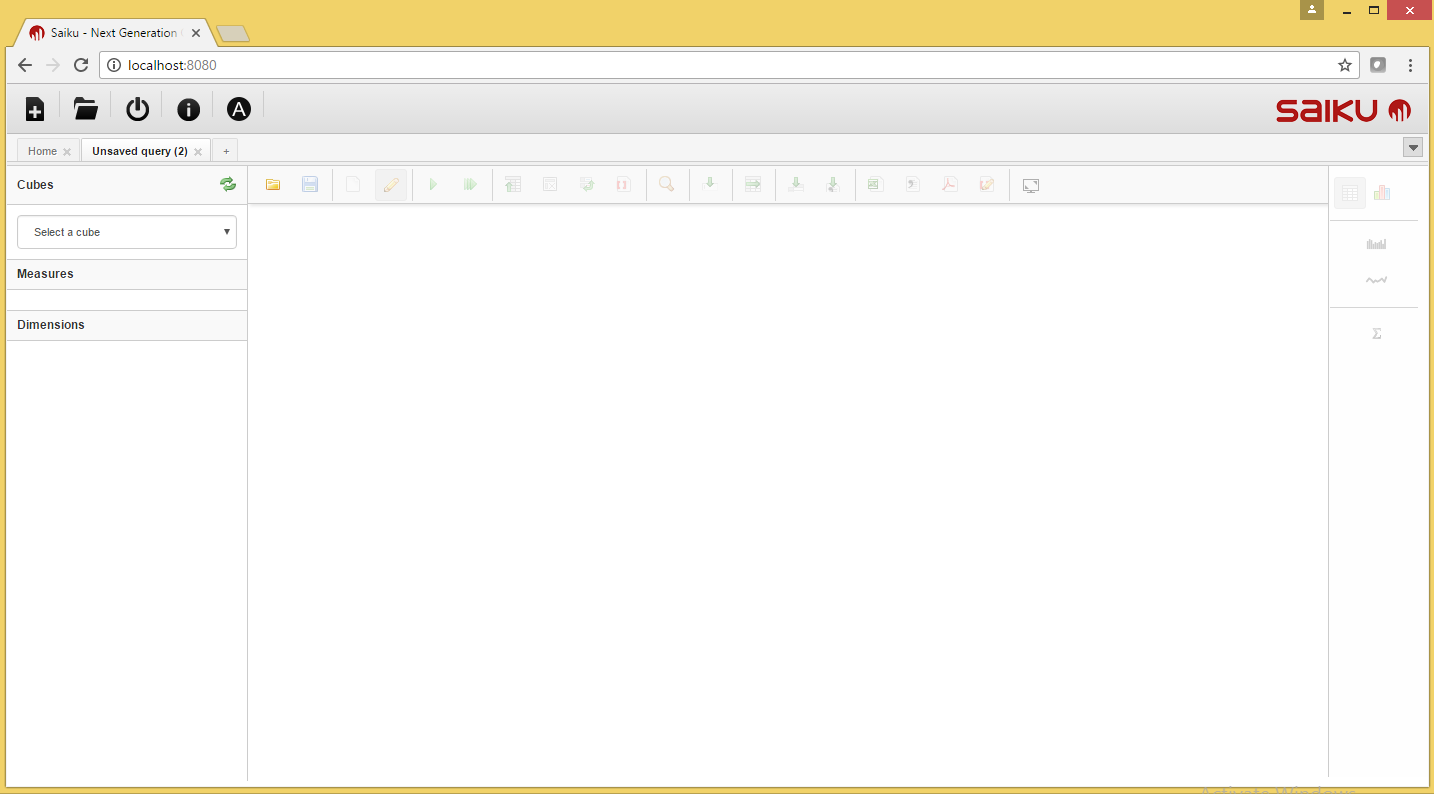 Saiku - Next Generation
localhost:8080
A
saiku
Home
Unsaved query (2)
+
Cubes
Select a cube
Measures
Dimensions
Σ
Activate Windows